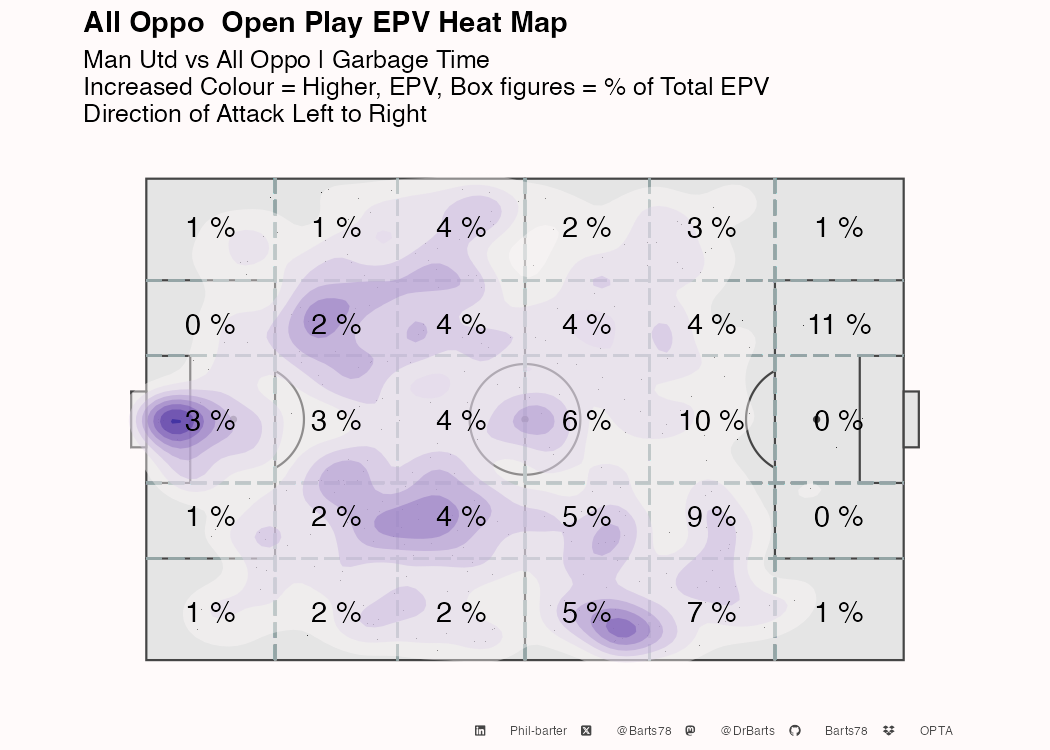 All Oppo  Open Play EPV Heat Map
Man Utd vs All Oppo | Garbage Time
Increased Colour = Higher, EPV, Box figures = % of Total EPV
Direction of Attack Left to Right
1 % 1 % 4 % 2 % 3 % 1 %
0 % 2 % 4 % 4 % 4 % 11 %
3 % 3 % 4 % 6 % 10 % 0 %
1 % 2 % 4 % 5 % 9 % 0 %
1 % 2 % 2 % 5 % 7 % 1 %
Phil-barter @Barts78 @DrBarts Barts78 OPTA